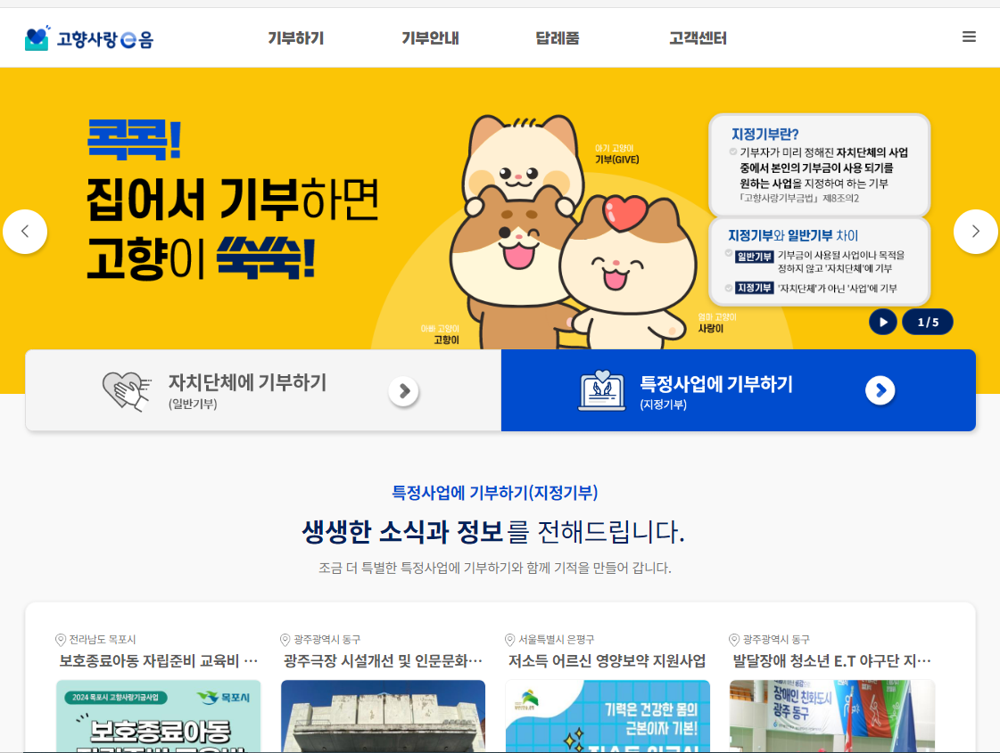 고향사랑e음
기부하기
기부안내
답례품
고객센터
콕콕!
집어서 기부하면
고향이 쑥쑥!
아기 고양이
기부(GIVE)
아빠 고양이
고향이
엄마 고양이
사랑이
지정기부란?
기부자가 미리 정해진 자치단체의 사업
중에서 본인의 기부금이 사용 되기를
원하는 사업을 지정하여 하는 기부
「고향사랑기부금법」 제8조의2
지정기부와 일반기부 차이
일반기부 기부금이 사용될 사업이나 목적을
정하지 않고 '자치단체'에 기부
지정기부 '자치단체'가 아닌 '사업'에 기부
1 / 5
자치단체에 기부하기
(일반기부)
특정사업에 기부하기
(지정기부)
특정사업에 기부하기(지정기부)
생생한 소식과 정보를 전해드립니다.
조금 더 특별한 특정사업에 기부하기와 함께 기적을 만들어 갑니다.
전라남도 목포시
보호종료아동 자립준비 교육비 ···
2024 목포시 고향사랑기금사업
목포시
보호종료아동
광주광역시 동구
광주극장 시설개선 및 인문문화···
서울특별시 은평구
저소득 어르신 영양보약 지원사업
기력은 건강한 몸의
근본이자 기본!
광주광역시 동구
발달장애 청소년 E.T 야구단 지···
장애인 친화도시
광주 동구